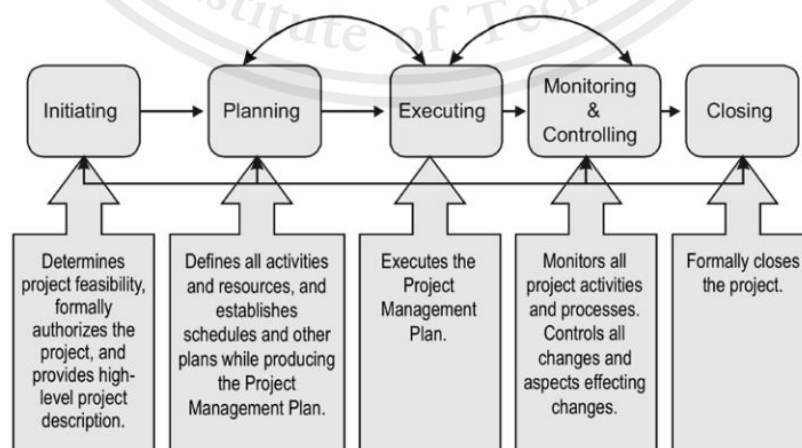 itute of Tech
Initiating
Planning
Executing
Monitoring
&
Controlling
Closing
Determines
project feasibility,
formally
authorizes the
project, and
provides high-
level project
description.
Defines all activities
and resources, and
establishes
schedules and other
plans while producing
the Project
Management Plan.
Executes the
Project
Management
Plan.
Monitors all
project activities
and processes.
Controls all
changes and
aspects effecting
changes.
Formally closes
the project.